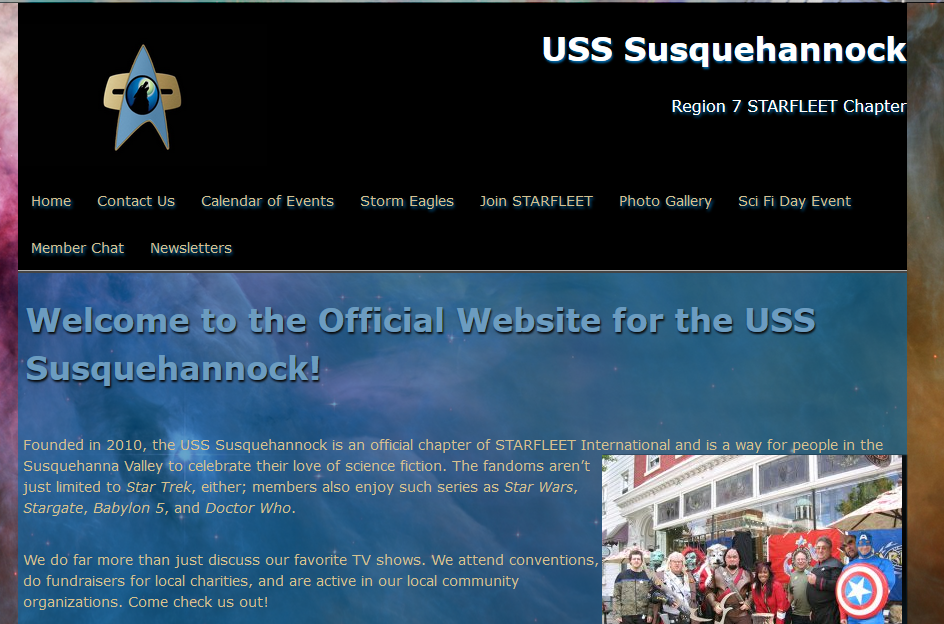 USS Susquehannock
Region 7 STARFLEET Chapter
Home Contact Us Calendar of Events Storm Eagles Join STARFLEET Photo Gallery Sci Fi Day Event
Member Chat Newsletters
Welcome to the Official Website for the USS
Susquehannock!
Founded in 2010, the USS Susquehannock is an official chapter of STARFLEET International and is a way for people in the
Susquehanna Valley to celebrate their love of science fiction. The fandoms aren’t
just limited to Star Trek, either; members also enjoy such series as Star Wars,
Stargate, Babylon 5, and Doctor Who.
We do far more than just discuss our favorite TV shows. We attend conventions,
do fundraisers for local charities, and are active in our local community
organizations. Come check us out!